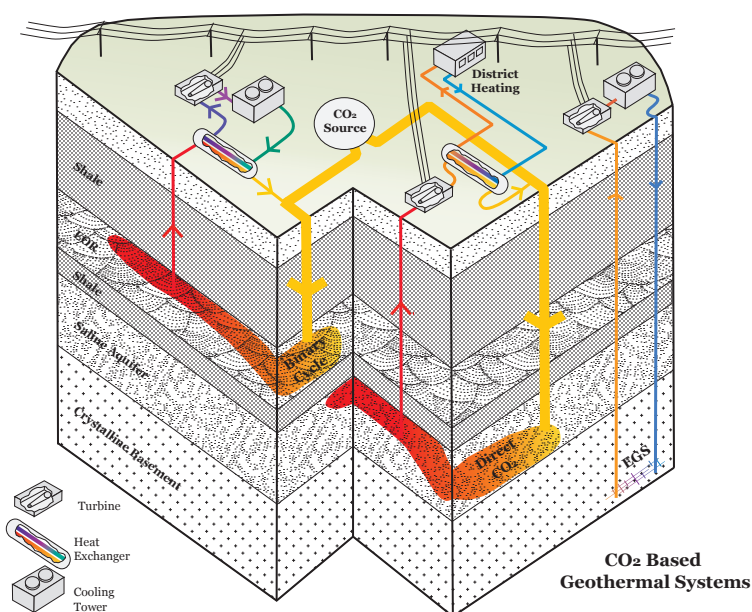 District
Heating
CO₂
Source
Shale
EOR
Shale
Saline Aquifer
Crystalline Basement
Binary
Cycle
Direct
CO₂
EGS
Turbine
Heat
Exchanger
Cooling
Tower
CO₂ Based
Geothermal Systems